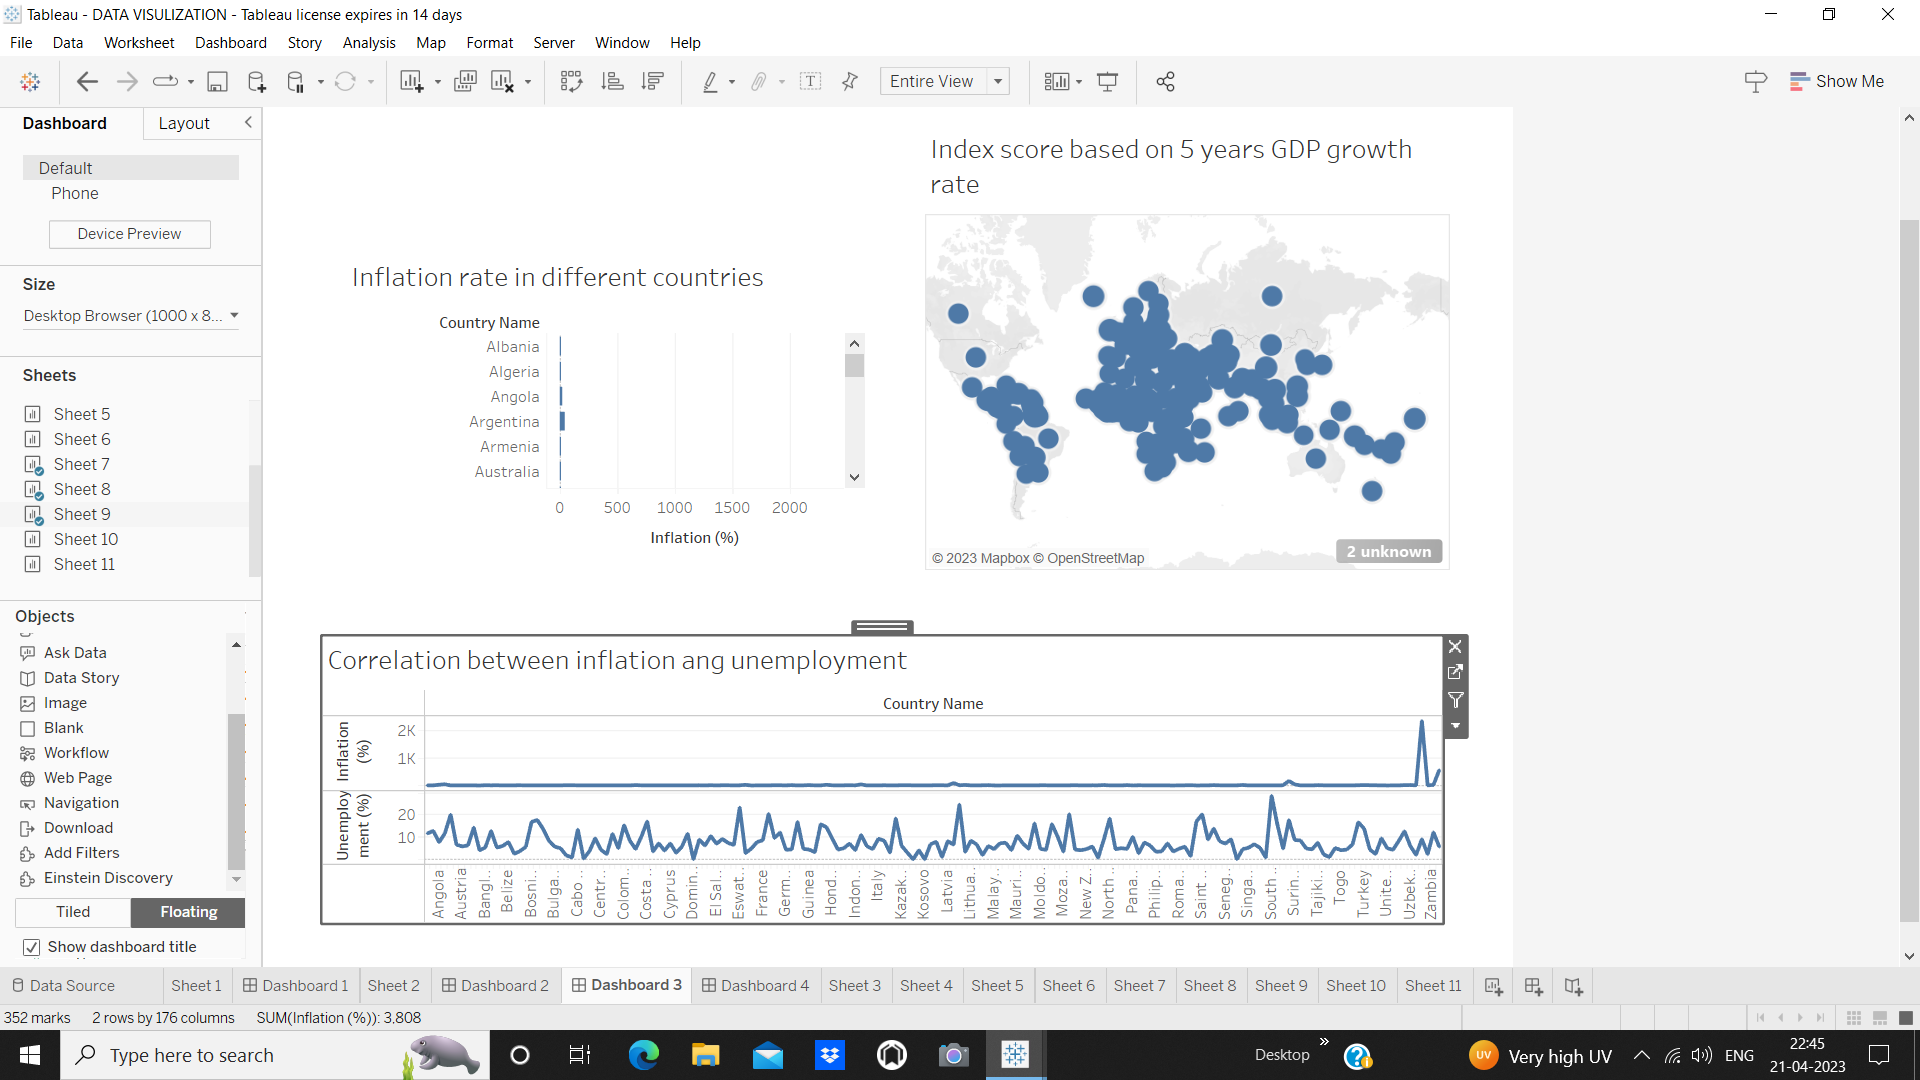 Tableau - DATA VISULIZATION - Tableau license expires in 14 days
File Data Worksheet Dashboard Story Analysis Map Format Server Window Help
Entire View
Show Me
Dashboard Layout
Default
Phone
Device Preview
Size
Desktop Browser (1000 x 8...
Sheets
Sheet 5
Sheet 6
Sheet 7
Sheet 8
Sheet 9
Sheet 10
Sheet 11
Objects
Ask Data
Data Story
Image
Blank
Workflow
Web Page
Navigation
Download
Add Filters
Einstein Discovery
Tiled Floating
Show dashboard title
Inflation rate in different countries
Country Name
Albania
Algeria
Angola
Argentina
Armenia
Australia
0 500 1000 1500 2000
Inflation (%)
Index score based on 5 years GDP growth
rate
© 2023 Mapbox © OpenStreetMap
2 unknown
Correlation between inflation ang unemployment
Country Name
Inflation
(%)
2K
1K
Unemploy
ment (%)
20
10
Angola Austria Bangl.. Belize Bosni.. Bulga.. Cabo .. Centr.. Colom.. Costa .. Cyprus Domin.. El Sal.. Eswat.. France Germ.. Guinea Hond.. Indon.. Italy Kazak.. Kosovo Latvia Lithua.. Malay.. Mauri.. Moldo.. Moza.. New Z.. North .. Pana.. Philip.. Roma.. Saint .. Seneg.. Singa.. South .. Surin.. Tajiki.. Togo Turkey Unite.. Uzbek.. Zambia
Data Source Sheet 1 Dashboard 1 Sheet 2 Dashboard 2 Dashboard 3 Dashboard 4 Sheet 3 Sheet 4 Sheet 5 Sheet 6 Sheet 7 Sheet 8 Sheet 9 Sheet 10 Sheet 11
352 marks 2 rows by 176 columns SUM(Inflation (%)): 3,808
Type here to search
Desktop
UV
Very high UV
ENG
22:45
21-04-2023